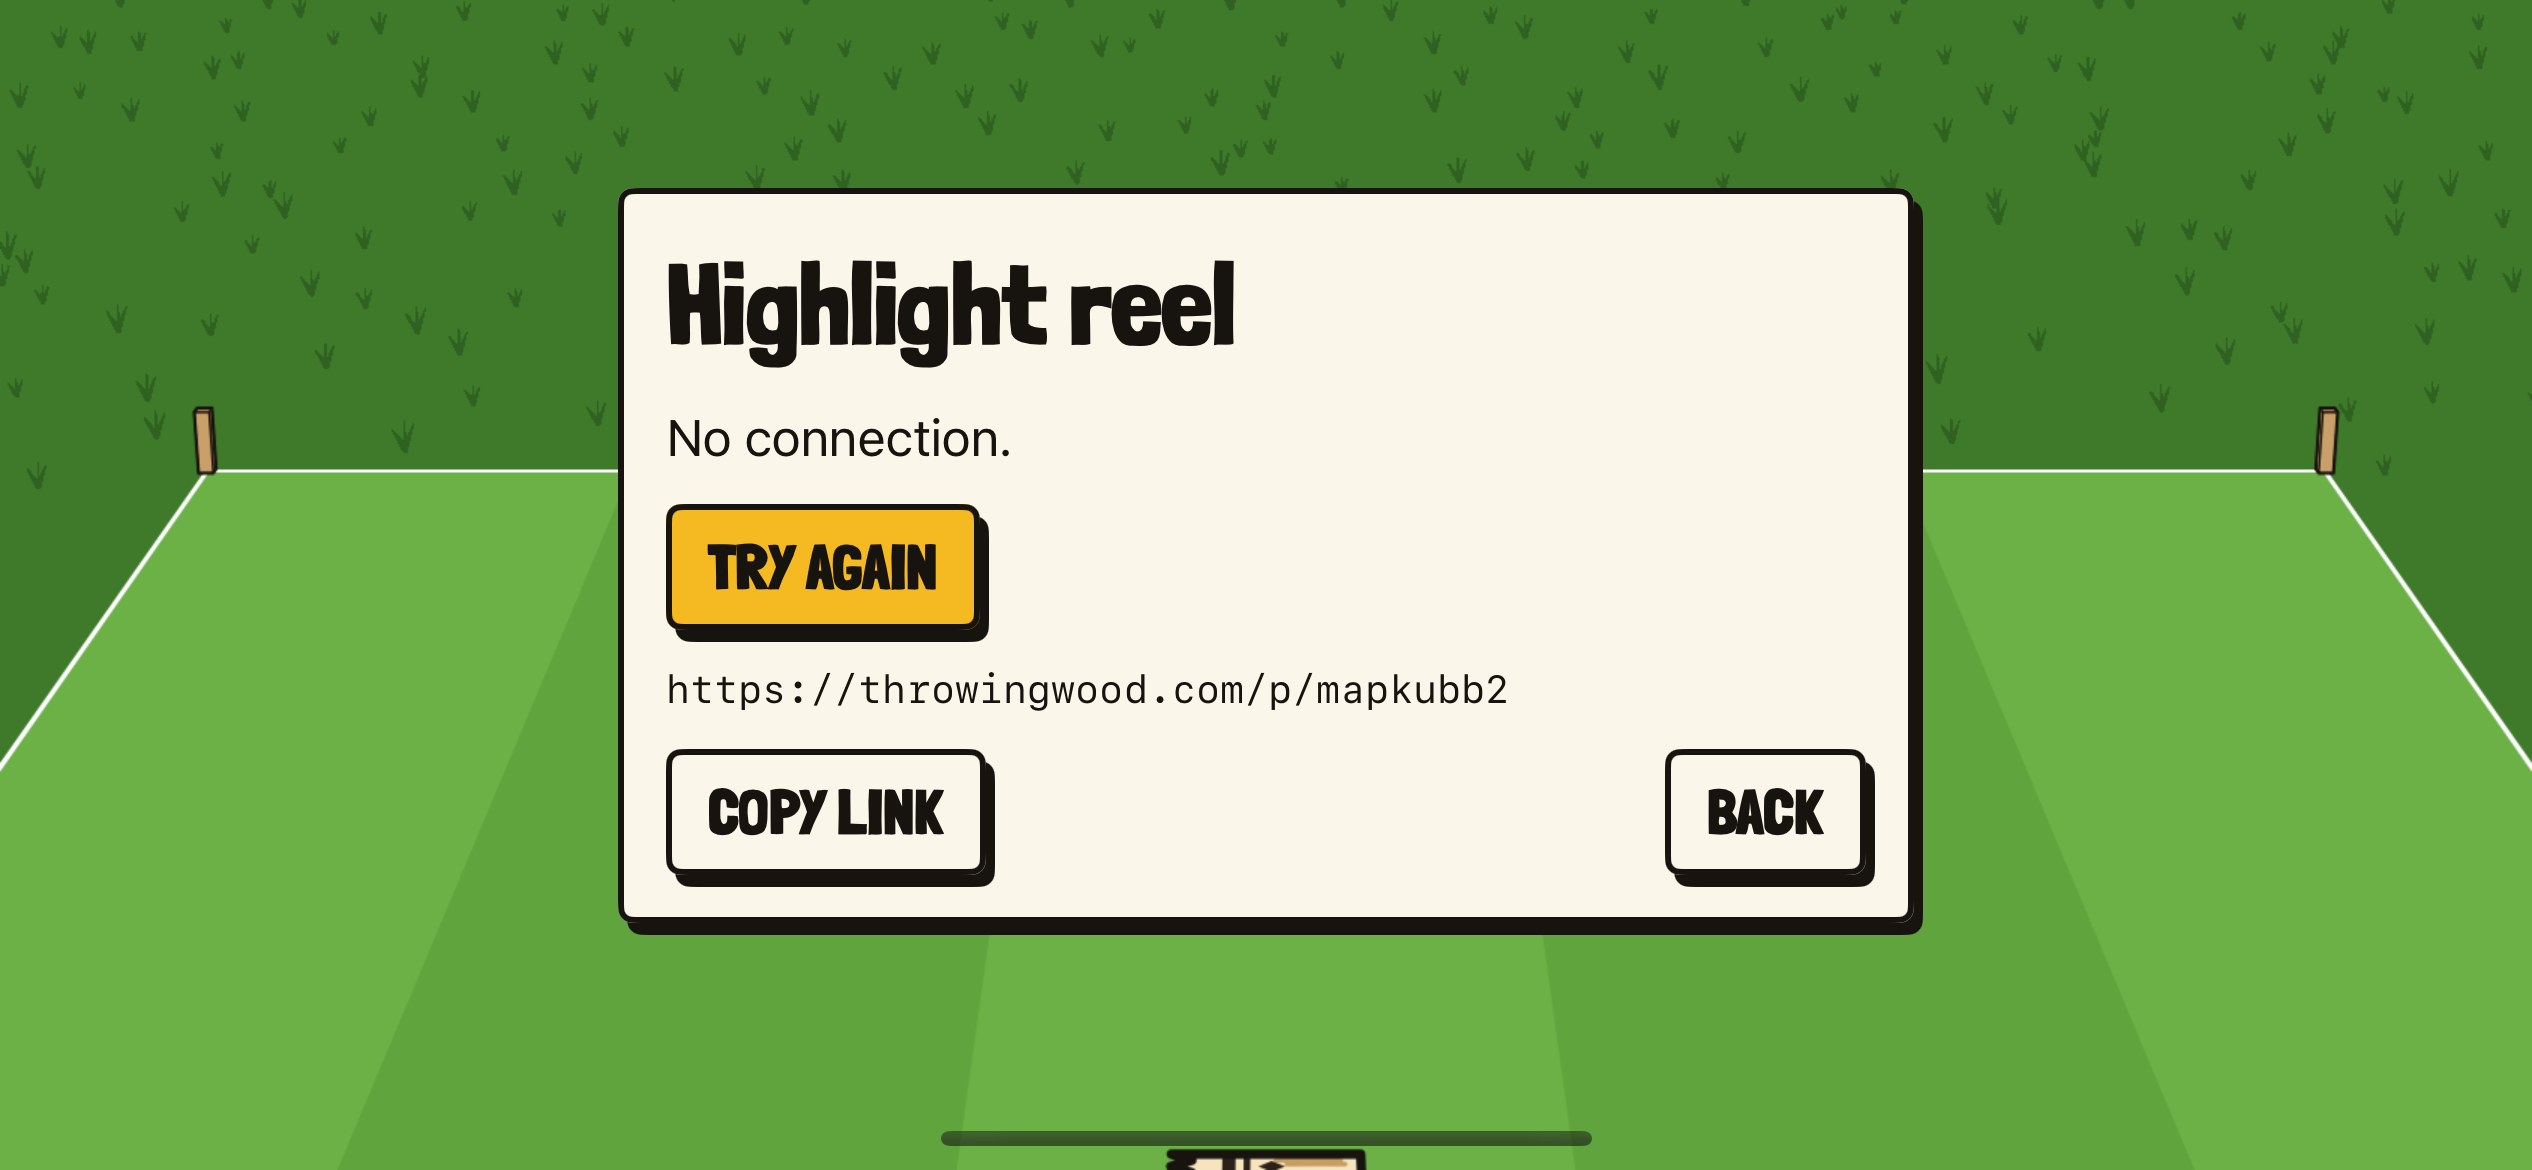 Highlight reel
No connection.
TRY AGAIN
https://throwingwood.com/p/mapkubb2
COPY LINK
BACK